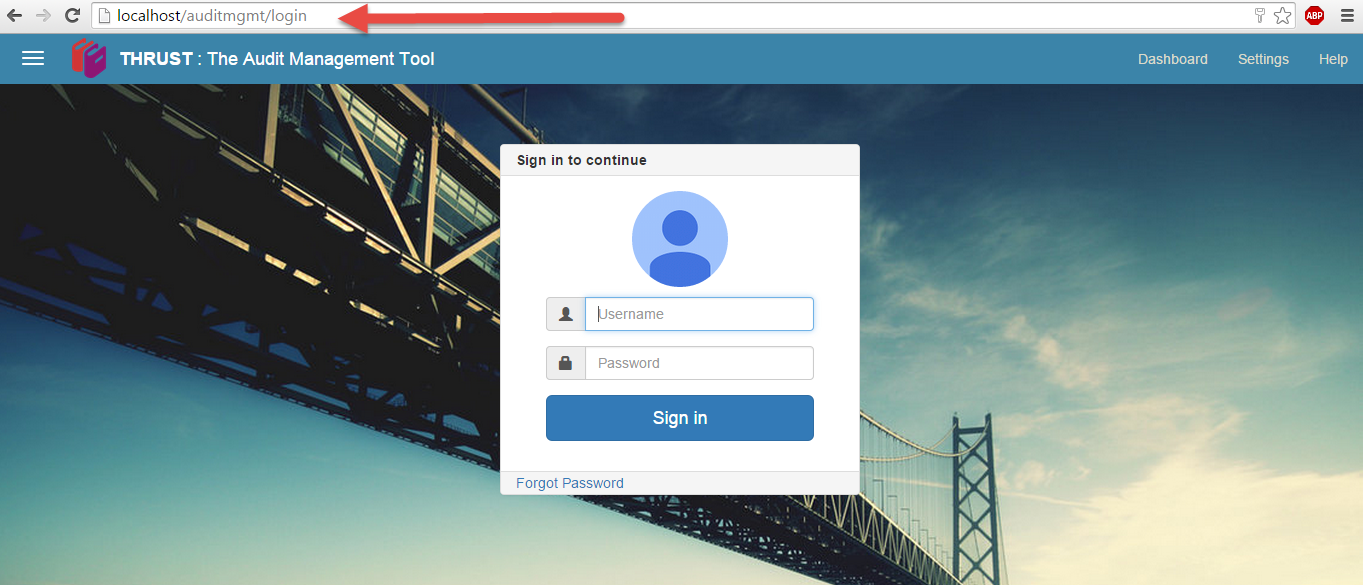 localhost/auditmgmt/login
ABP
THRUST : The Audit Management Tool
Dashboard Settings Help
Sign in to continue
Username
Password
Sign in
Forgot Password